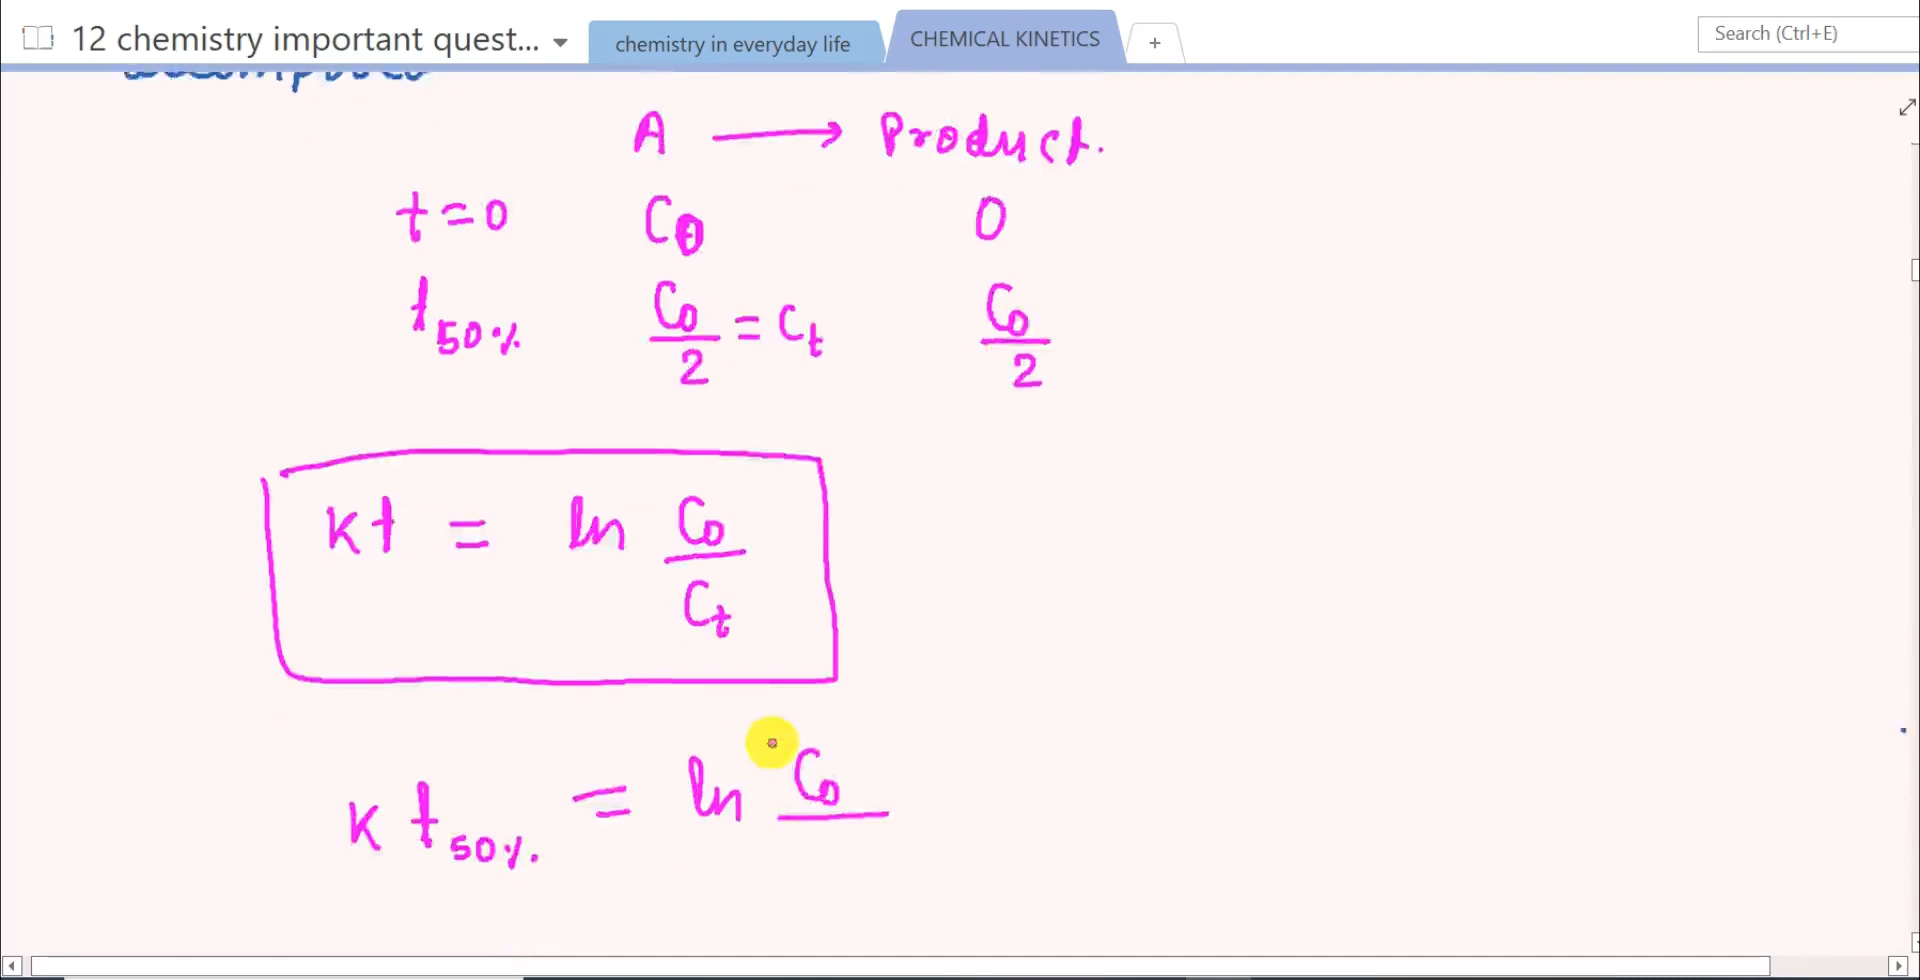 12 chemistry important quest...
chemistry in everyday life
CHEMICAL KINETICS
+
Search (Ctrl+E)
A ⟶ Product.
t=0 C0 0
t50% C0/2 = Ct C0/2
Kt = ln C0/Ct
K t50%. = ln C0